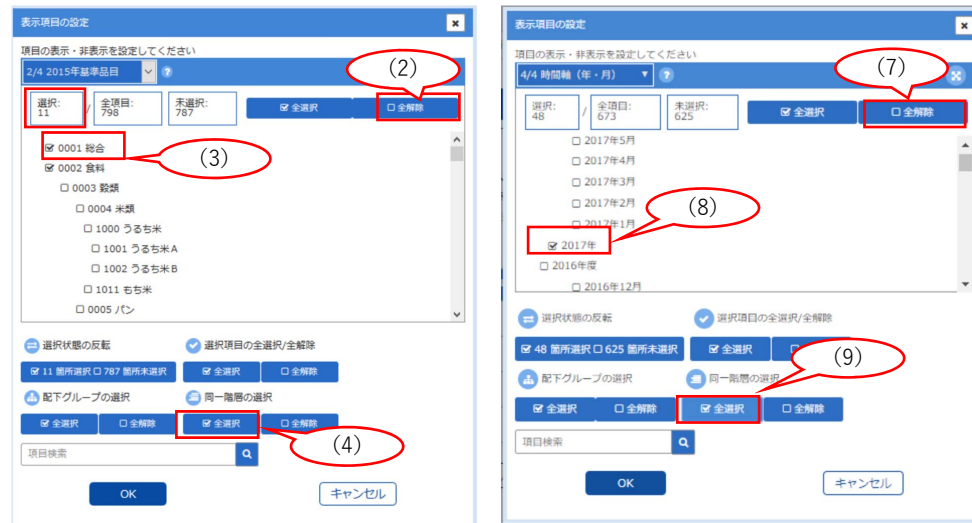 表示項目の設定
項目の表示・非表示を設定してください
2/4 2015年基準品目
(2)
選択: 11 / 全項目: 798 未選択: 787 全選択 全解除
0001 総合
(3)
0002 食料
0003 穀類
0004 米類
1000 うるち米
1001 うるち米A
1002 うるち米B
1011 もち米
0005 パン
選択状態の反転 選択項目の全選択/全解除
11 箇所選択 787 箇所未選択 全選択 全解除
配下グループの選択 同一階層の選択
全選択 全解除 全選択 全解除
(4)
項目検索
OK キャンセル
表示項目の設定
項目の表示・非表示を設定してください
4/4 時間軸（年・月）
(7)
選択: 48 / 全項目: 673 未選択: 625 全選択 全解除
2017年5月
2017年4月
2017年3月
2017年2月
(8)
2017年1月
2017年
2016年度
2016年12月
選択状態の反転 選択項目の全選択/全解除
48 箇所選択 625 箇所未選択 全選択
(9)
配下グループの選択 同一階層の選択
全選択 全解除 全選択 全解除
項目検索
OK キャンセル